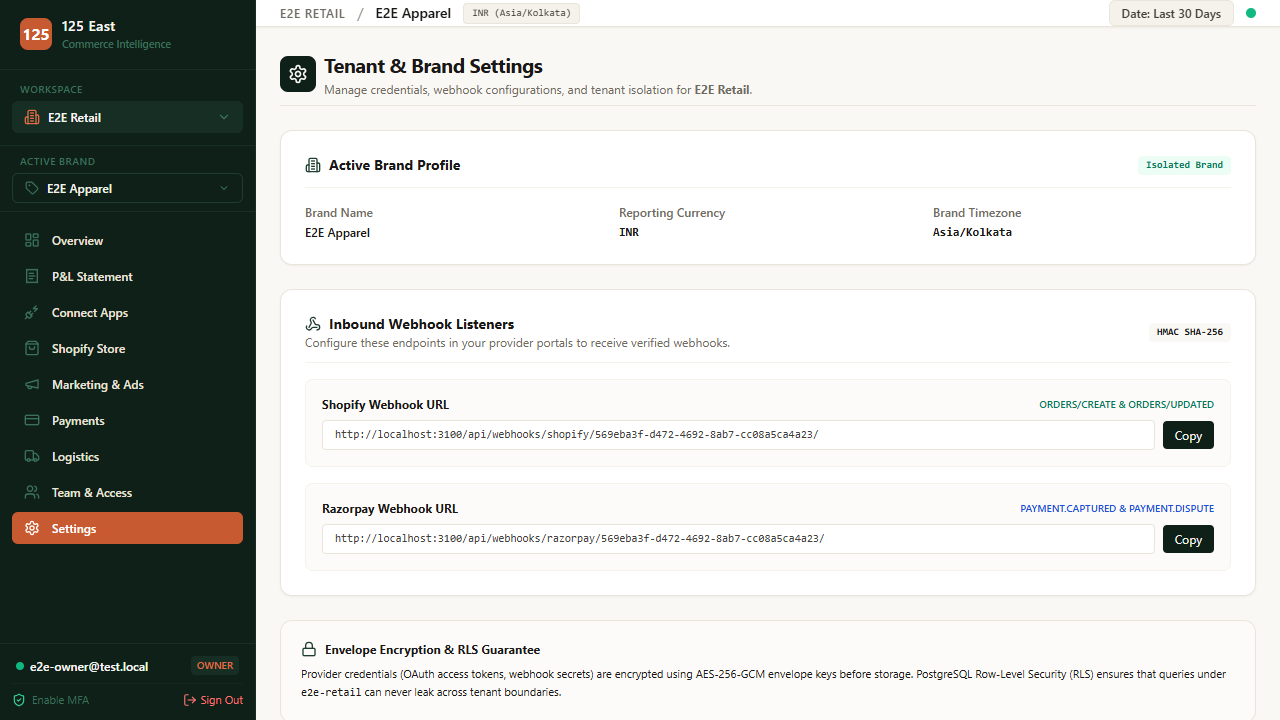 125
125 East
Commerce Intelligence
WORKSPACE
E2E Retail
ACTIVE BRAND
E2E Apparel
Overview
P&L Statement
Connect Apps
Shopify Store
Marketing & Ads
Payments
Logistics
Team & Access
Settings
e2e-owner@test.local OWNER
Enable MFA Sign Out
E2E RETAIL / E2E Apparel INR (Asia/Kolkata) Date: Last 30 Days
Tenant & Brand Settings
Manage credentials, webhook configurations, and tenant isolation for E2E Retail.
Active Brand Profile Isolated Brand
Brand Name Reporting Currency Brand Timezone
E2E Apparel INR Asia/Kolkata
Inbound Webhook Listeners HMAC SHA-256
Configure these endpoints in your provider portals to receive verified webhooks.
Shopify Webhook URL ORDERS/CREATE & ORDERS/UPDATED
http://localhost:3100/api/webhooks/shopify/569eba3f-d472-4692-8ab7-cc08a5ca4a23/ Copy
Razorpay Webhook URL PAYMENT.CAPTURED & PAYMENT.DISPUTE
http://localhost:3100/api/webhooks/razorpay/569eba3f-d472-4692-8ab7-cc08a5ca4a23/ Copy
Envelope Encryption & RLS Guarantee
Provider credentials (OAuth access tokens, webhook secrets) are encrypted using AES-256-GCM envelope keys before storage. PostgreSQL Row-Level Security (RLS) ensures that queries under
e2e-retail can never leak across tenant boundaries.